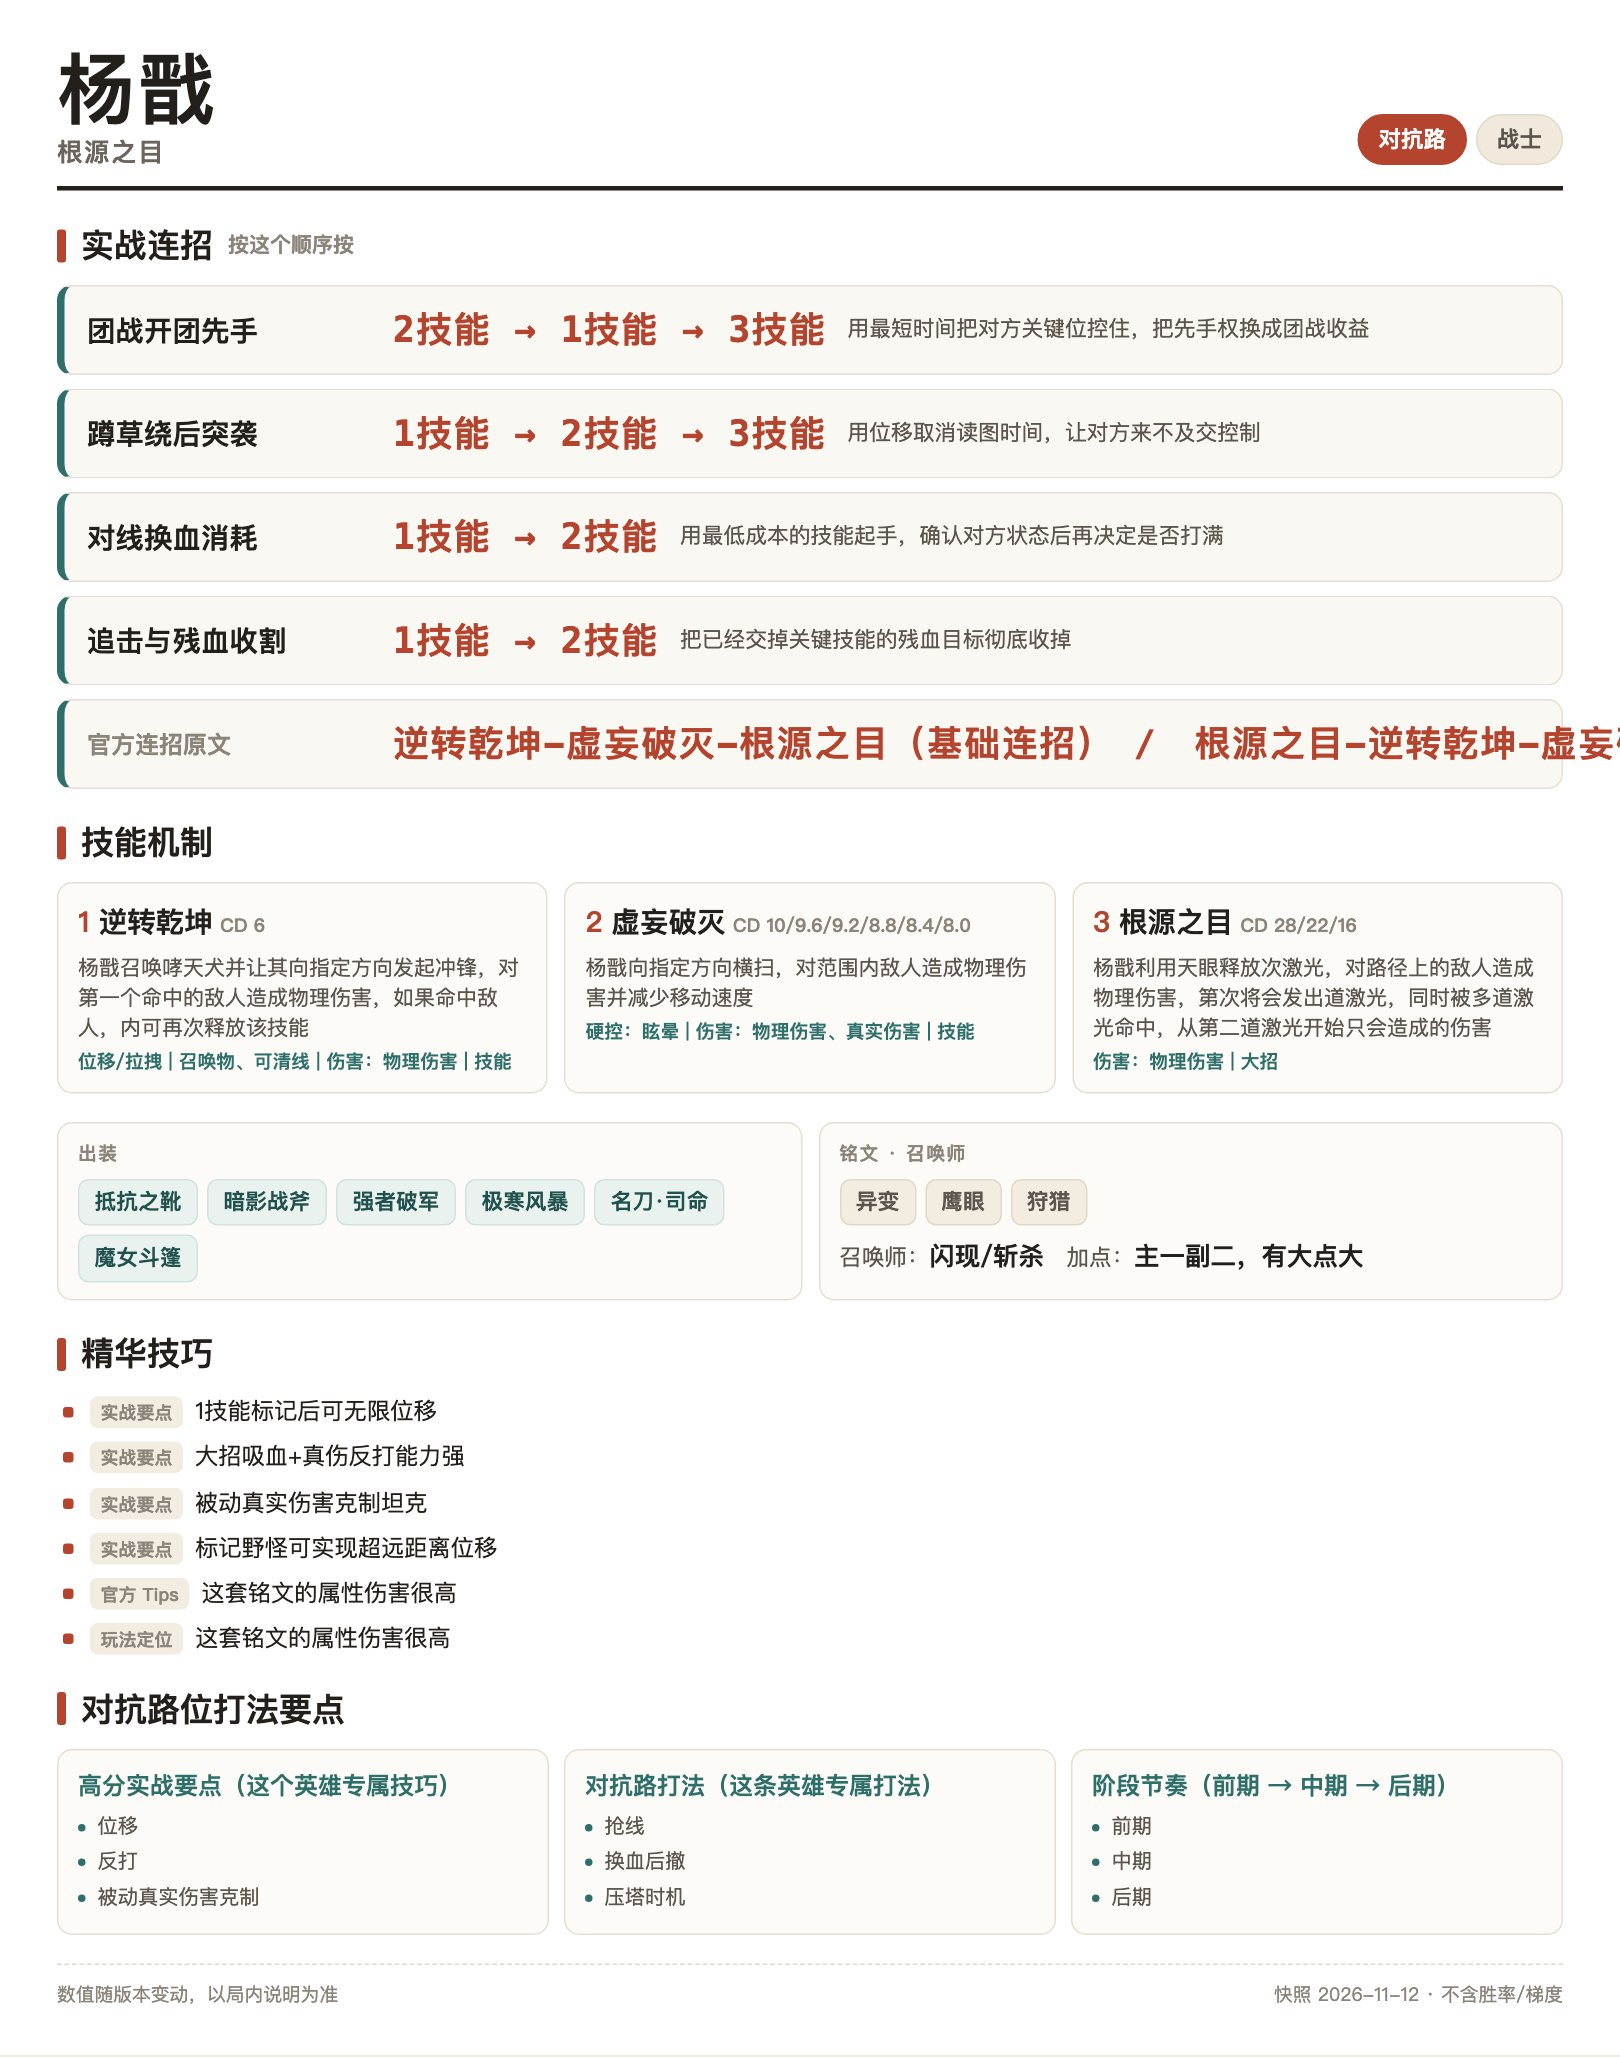 杨戬
根源之目
对抗路 战士
实战连招 按这个顺序按
团战开团先手 2技能 → 1技能 → 3技能 用最短时间把对方关键位控住，把先手权换成团战收益
蹲草绕后突袭 1技能 → 2技能 → 3技能 用位移取消读图时间，让对方来不及交控制
对线换血消耗 1技能 → 2技能 用最低成本的技能起手，确认对方状态后再决定是否打满
追击与残血收割 1技能 → 2技能 把已经交掉关键技能的残血目标彻底收掉
官方连招原文 逆转乾坤-虚妄破灭-根源之目（基础连招） / 根源之目-逆转乾坤-虚妄
技能机制
1 逆转乾坤 CD 6
杨戬召唤哮天犬并让其向指定方向发起冲锋，对
第一个命中的敌人造成物理伤害，如果命中敌
人，内可再次释放该技能
位移/拉拽 | 召唤物、可清线 | 伤害：物理伤害 | 技能
2 虚妄破灭 CD 10/9.6/9.2/8.8/8.4/8.0
杨戬向指定方向横扫，对范围内敌人造成物理伤
害并减少移动速度
硬控：眩晕 | 伤害：物理伤害、真实伤害 | 技能
3 根源之目 CD 28/22/16
杨戬利用天眼释放次激光，对路径上的敌人造成
物理伤害，第次将会发出道激光，同时被多道激
光命中，从第二道激光开始只会造成的伤害
伤害：物理伤害 | 大招
出装
抵抗之靴 暗影战斧 强者破军 极寒风暴 名刀·司命
魔女斗篷
铭文 · 召唤师
异变 鹰眼 狩猎
召唤师：闪现/斩杀 加点：主一副二，有大点大
精华技巧
实战要点 1技能标记后可无限位移
实战要点 大招吸血+真伤反打能力强
实战要点 被动真实伤害克制坦克
实战要点 标记野怪可实现超远距离位移
官方 Tips 这套铭文的属性伤害很高
玩法定位 这套铭文的属性伤害很高
对抗路位打法要点
高分实战要点（这个英雄专属技巧）
位移
反打
被动真实伤害克制
对抗路打法（这条英雄专属打法）
抢线
换血后撤
压塔时机
阶段节奏（前期 → 中期 → 后期）
前期
中期
后期
数值随版本变动，以局内说明为准
快照 2026-11-12 · 不含胜率/梯度